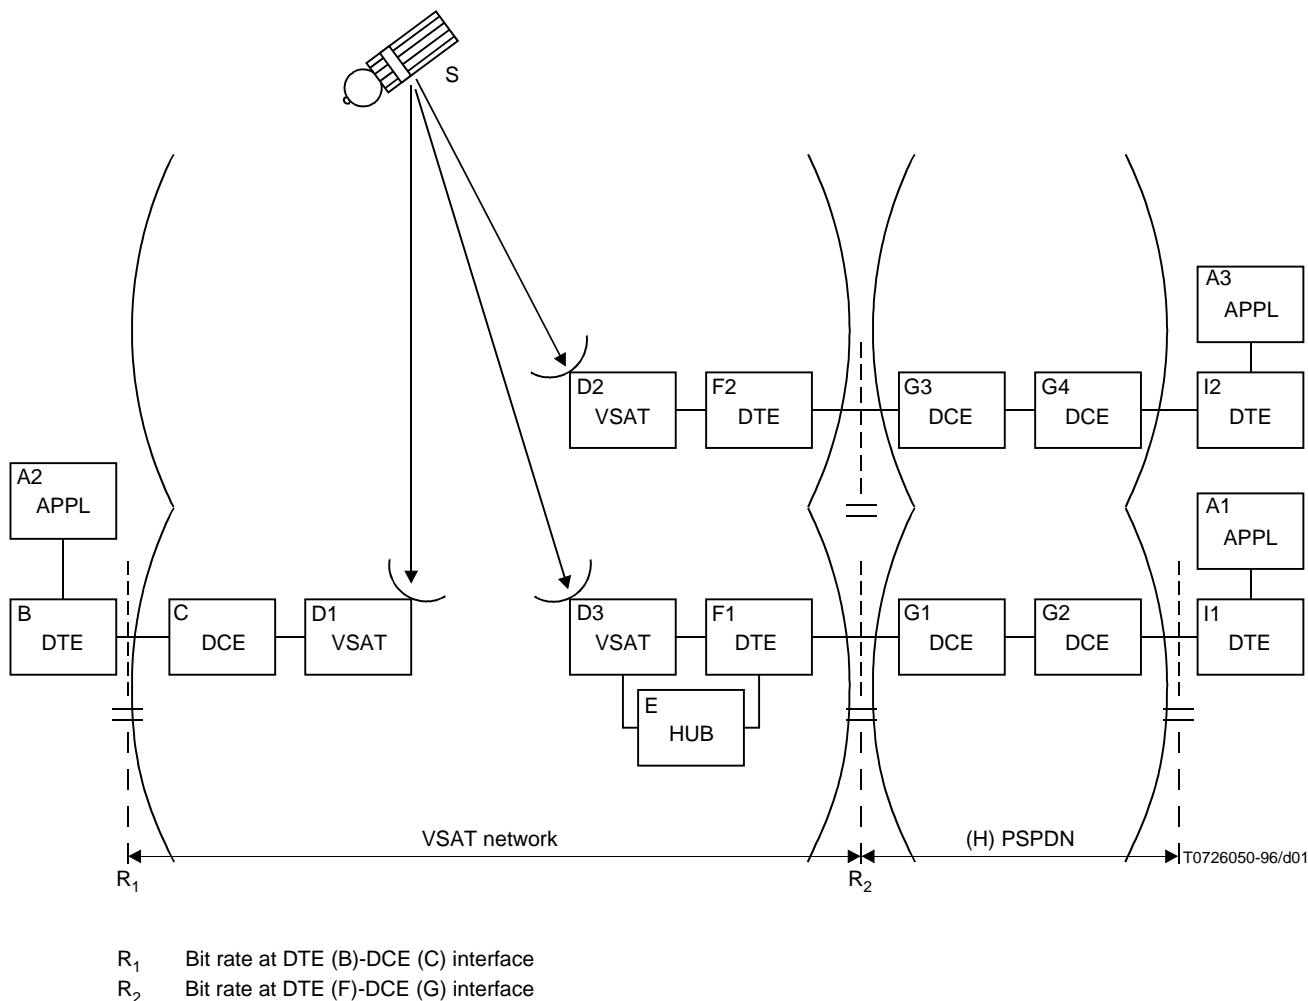 S
A3
APPL
D2
VSAT
F2
DTE
G3
DCE
G4
DCE
I2
DTE
A2
APPL
A1
APPL
B
DTE
C
DCE
D1
VSAT
D3
VSAT
F1
DTE
G1
DCE
G2
DCE
I1
DTE
E
HUB
VSAT network
(H) PSPDN
T0726050-96/d01
R1
R2
R1 Bit rate at DTE (B)-DCE (C) interface
R2 Bit rate at DTE (F)-DCE (G) interface